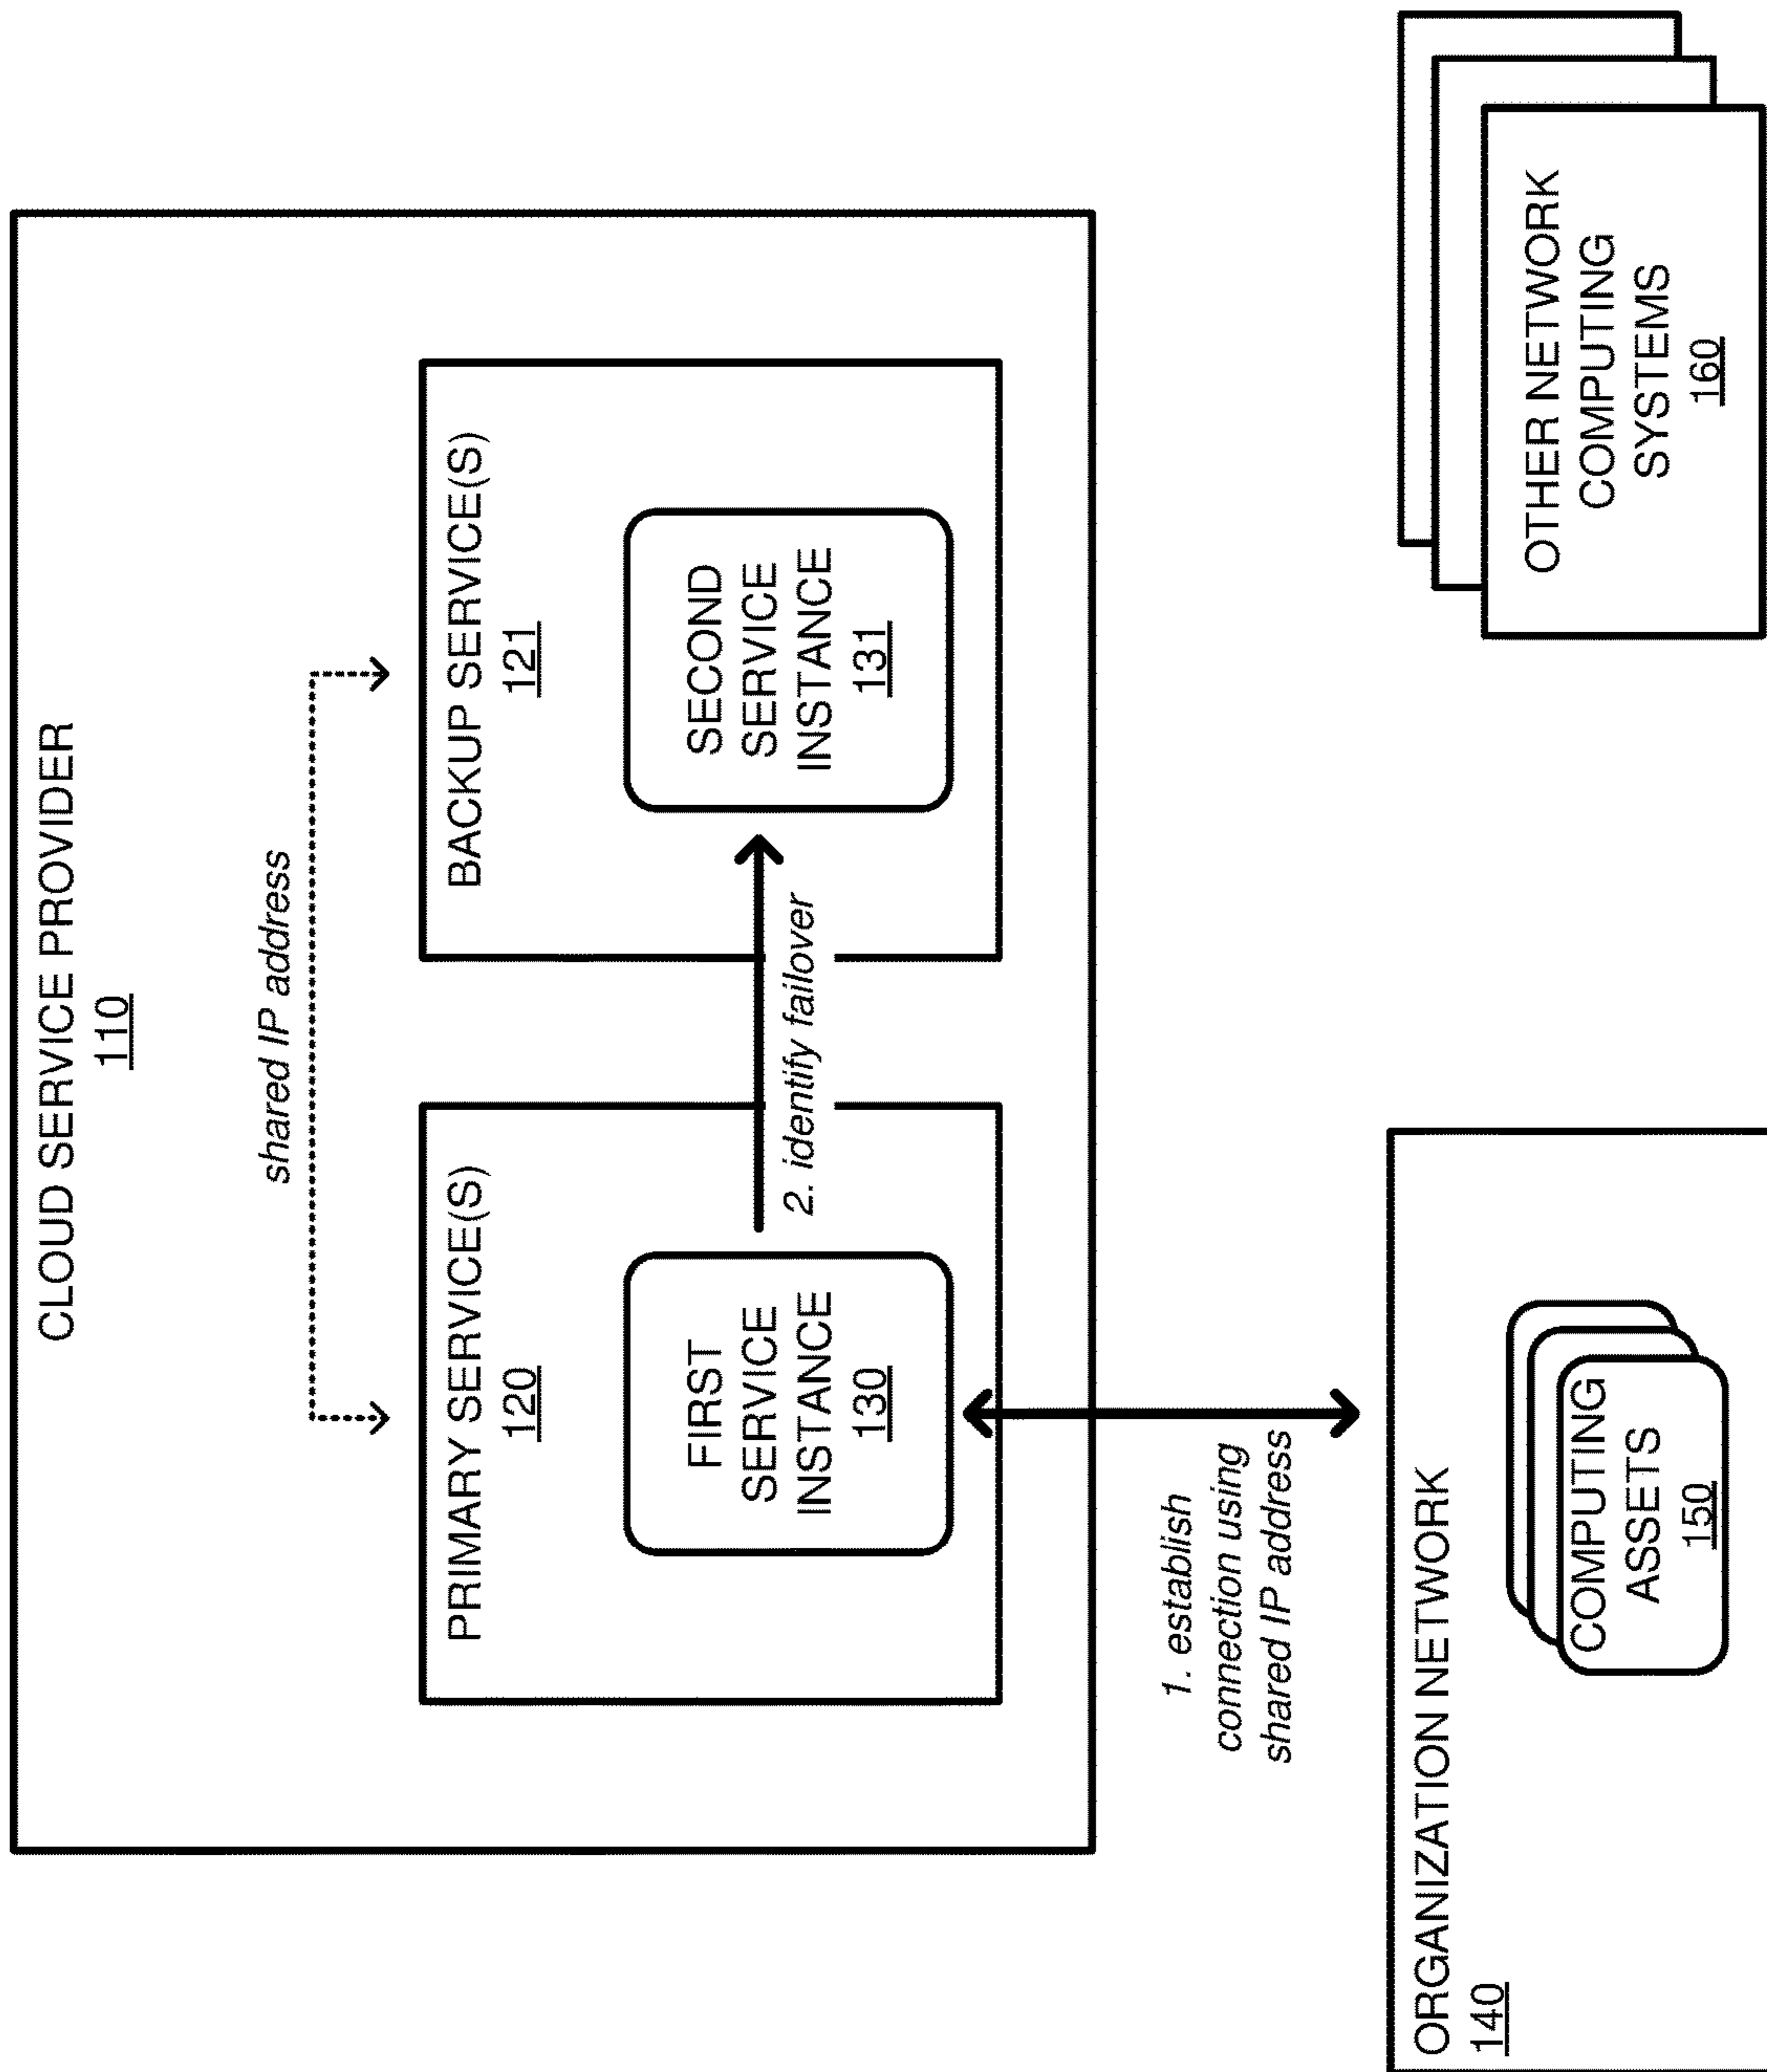 CLOUD SERVICE PROVIDER
110
shared IP address
PRIMARY SERVICE(S)
120
FIRST
SERVICE
INSTANCE
130
2. identify failover
BACKUP SERVICE(S)
121
SECOND
SERVICE
INSTANCE
131
1. establish
connection using
shared IP address
ORGANIZATION NETWORK
140
COMPUTING
ASSETS
150
OTHER NETWORK
COMPUTING
SYSTEMS
160